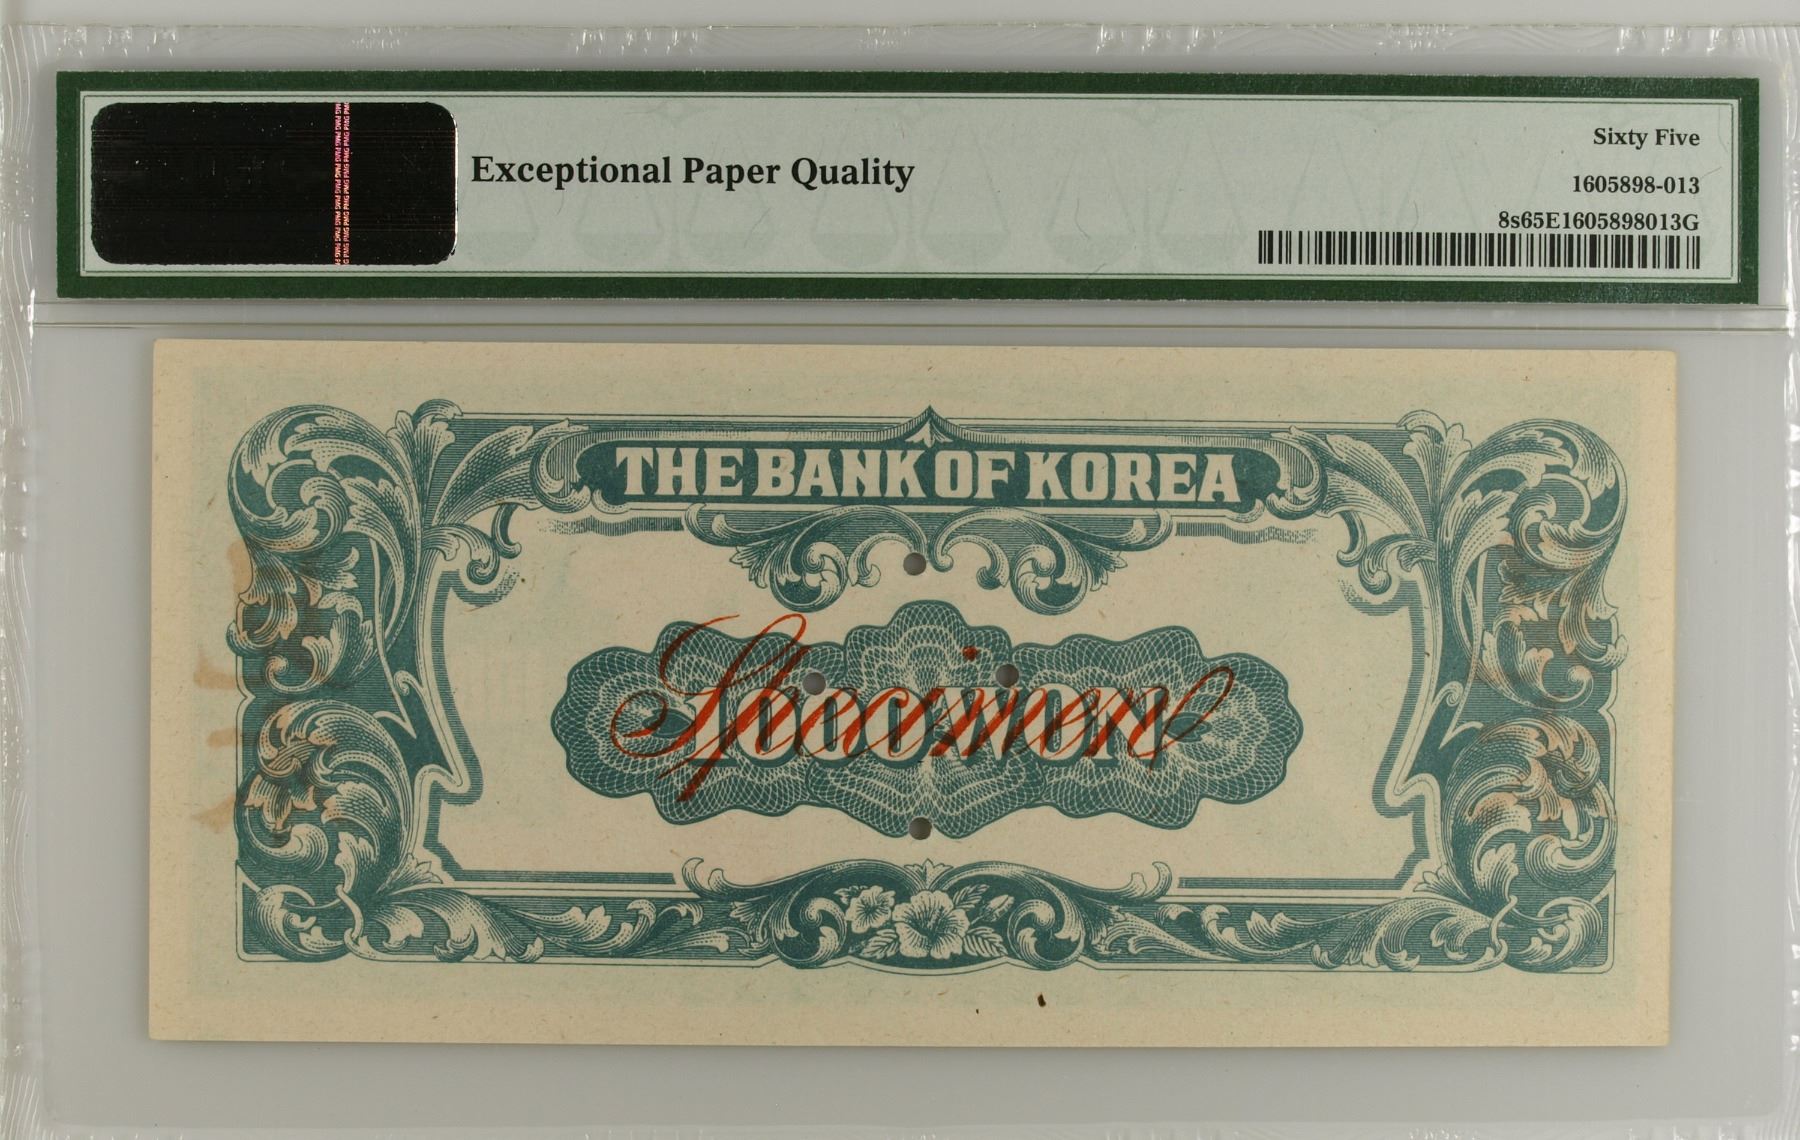 Exceptional Paper Quality
Sixty Five
1605898-013
8s65E1605898013G
THE BANK OF KOREA
Specimen
1000 WON